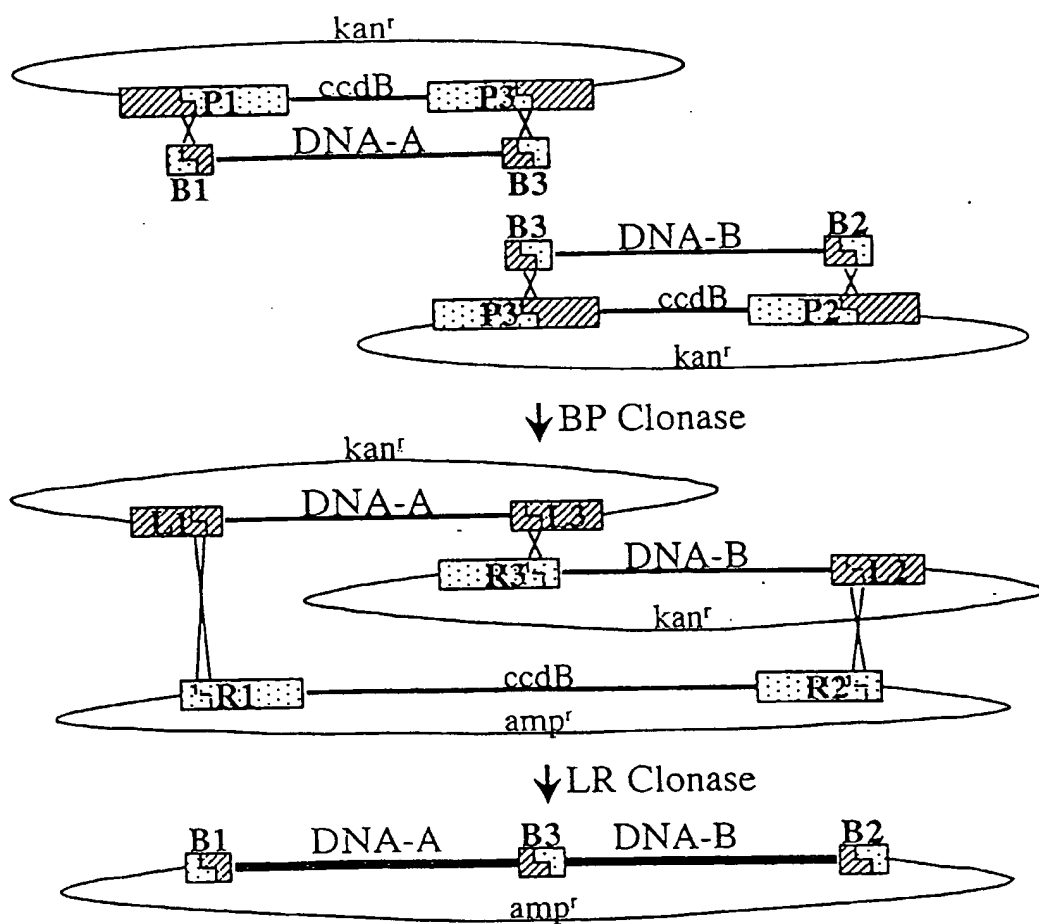 kanʳ
ccdB
P1
P3
DNA-A
B1
B3
B3
DNA-B
B2
P3
ccdB
P2
kanʳ
BP Clonase
kanʳ
DNA-A
L1
L3
DNA-B
R3
L2
kanʳ
ccdB
R1
R2
ampʳ
LR Clonase
B1
DNA-A
B3
DNA-B
B2
ampʳ